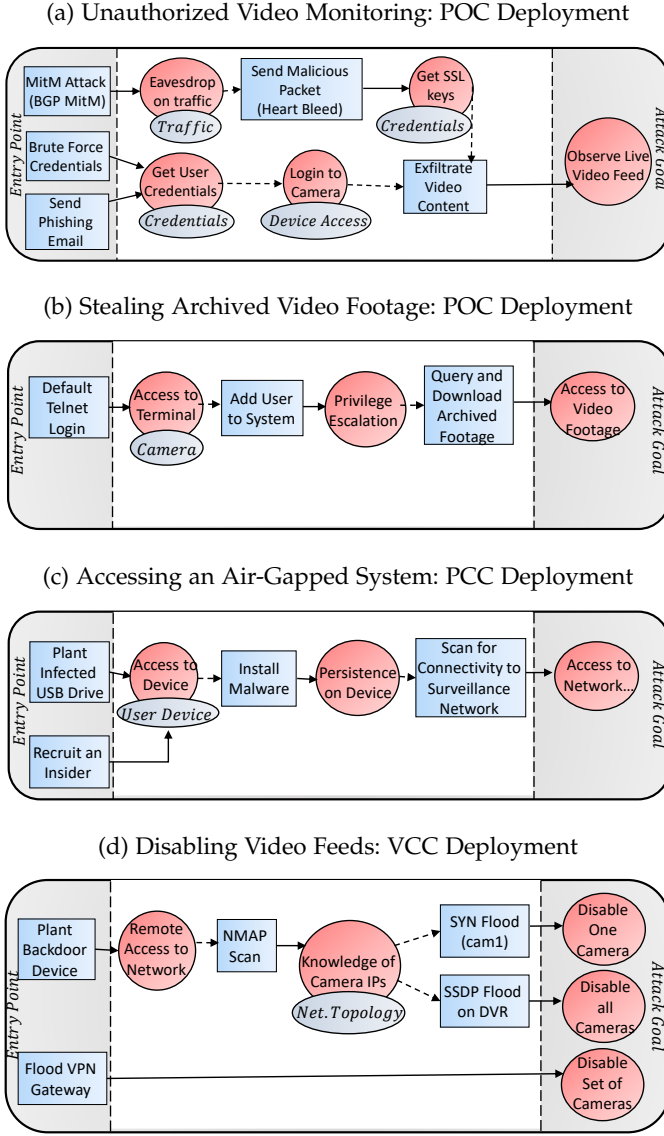 (a) Unauthorized Video Monitoring: POC Deployment
Entry Point
MitM Attack
(BGP MitM)
Eavesdrop
on traffic
Traffic
Send Malicious
Packet
(Heart Bleed)
Get SSL
keys
Credentials
Brute Force
Credentials
Send
Phishing
Email
Get User
Credentials
Credentials
Login to
Camera
Device Access
Exfiltrate
Video
Content
Observe Live
Video Feed
Attack Goal
(b) Stealing Archived Video Footage: POC Deployment
Entry Point
Default
Telnet
Login
Access to
Terminal
Camera
Add User
to System
Privilege
Escalation
Query and
Download
Archived
Footage
Access to
Video
Footage
Attack Goal
(c) Accessing an Air-Gapped System: PCC Deployment
Entry Point
Plant
Infected
USB Drive
Recruit an
Insider
Access to
Device
User Device
Install
Malware
Persistence
on Device
Scan for
Connectivity to
Surveillance
Network
Access to
Network...
Attack Goal
(d) Disabling Video Feeds: VCC Deployment
Entry Point
Plant
Backdoor
Device
Remote
Access to
Network
NMAP
Scan
Knowledge of
Camera IPs
Net.Topology
SYN Flood
(cam1)
SSDP Flood
on DVR
Disable
One
Camera
Disable
all
Cameras
Flood VPN
Gateway
Disable
Set of
Cameras
Attack Goal